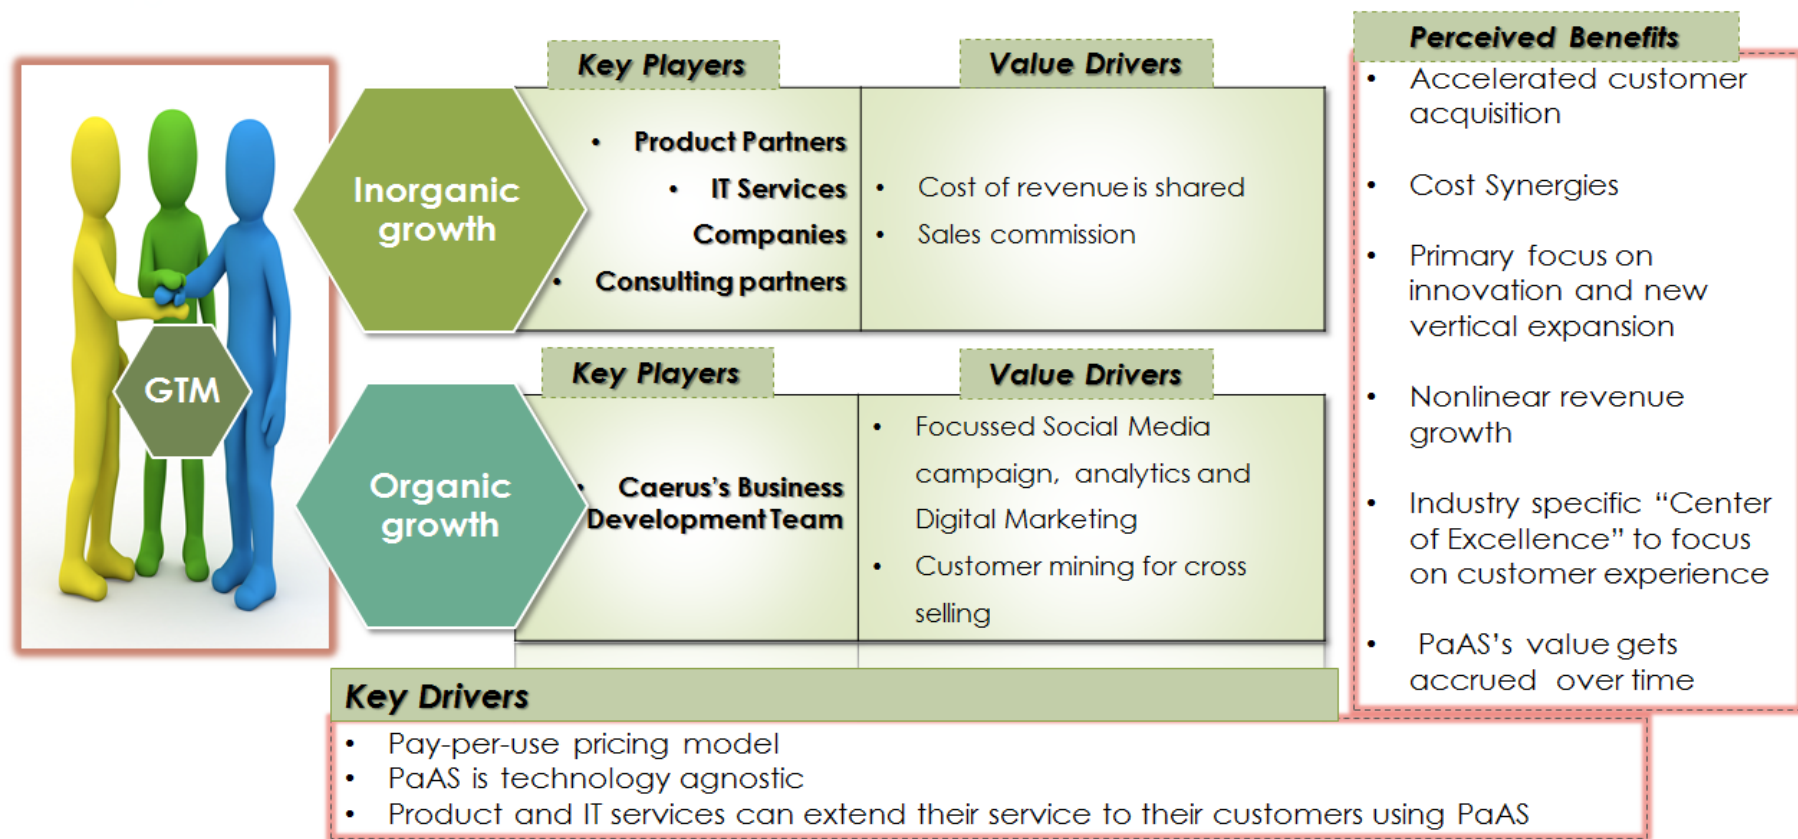 GTM
Inorganic
growth
Key Players
• Product Partners
• IT Services
Companies
• Consulting partners
Value Drivers
• Cost of revenue is shared
• Sales commission
Organic
growth
Key Players
• Caerus’s Business
Development Team
Value Drivers
• Focussed Social Media
campaign, analytics and
Digital Marketing
• Customer mining for cross
selling
Perceived Benefits
• Accelerated customer
acquisition
• Cost Synergies
• Primary focus on
innovation and new
vertical expansion
• Nonlinear revenue
growth
• Industry specific “Center
of Excellence” to focus
on customer experience
• PaAS’s value gets
accrued over time
Key Drivers
• Pay-per-use pricing model
• PaAS is technology agnostic
• Product and IT services can extend their service to their customers using PaAS